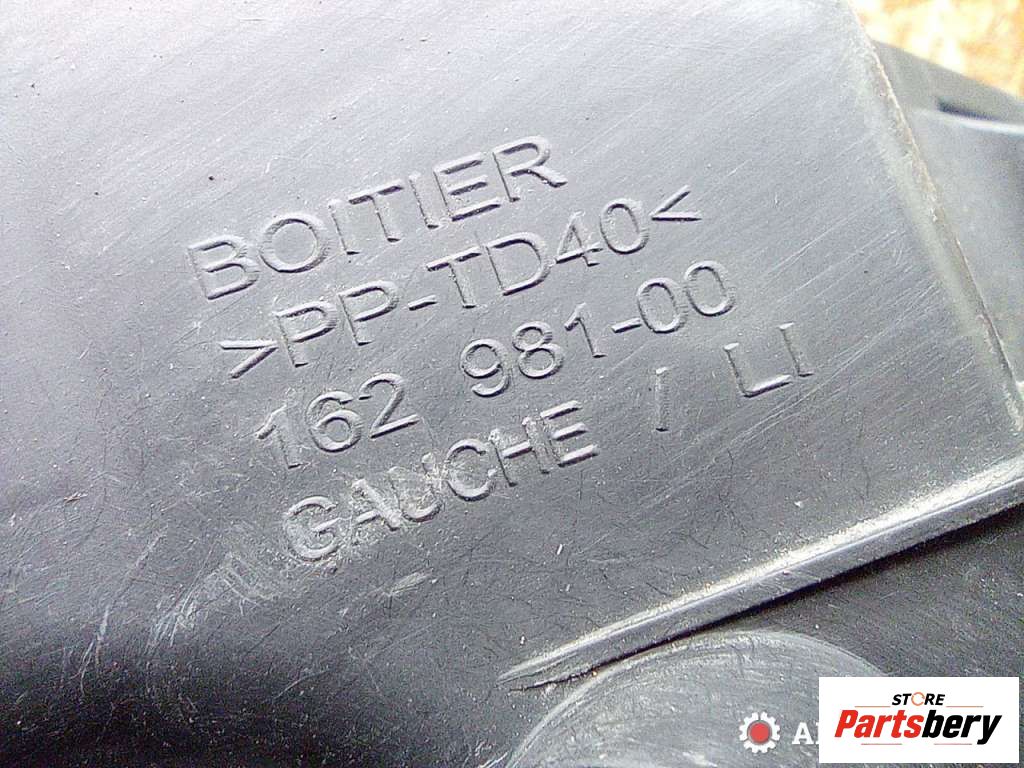 BOITIER
>PP-TD40<
162 981-00
GAUCHE / LI
STORE
Partsbery